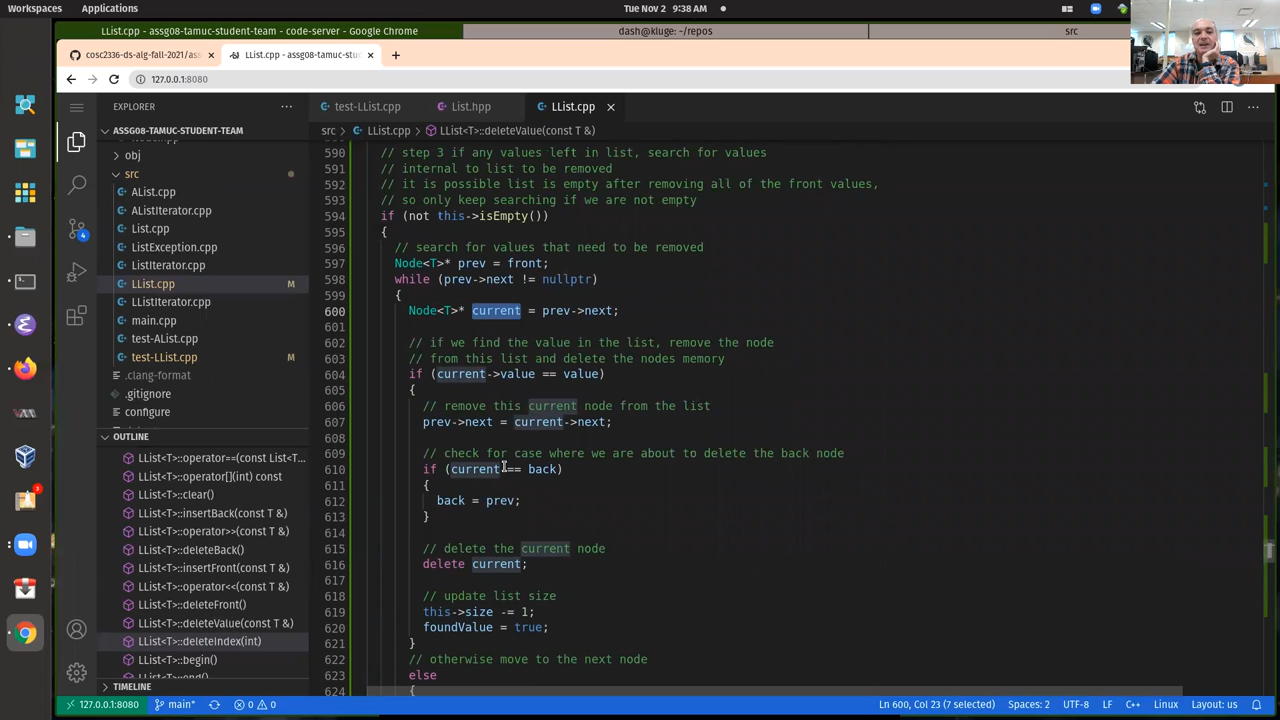 Workspaces
Applications
Tue Nov 2 9:38 AM
LList.cpp - assg08-tamuc-student-team - code-server - Google Chrome
dash@kluge: ~/repos
src
cosc2336-ds-alg-fall-2021/ass
LList.cpp - assg08-tamuc-stud
127.0.0.1:8080
EXPLORER
test-LList.cpp
List.hpp
LList.cpp
ASSG08-TAMUC-STUDENT-TEAM
src > LList.cpp > LList<T>::deleteValue(const T &)
obj
src
AList.cpp
AListIterator.cpp
List.cpp
ListException.cpp
ListIterator.cpp
LList.cpp M
LListIterator.cpp
main.cpp
test-AList.cpp
test-LList.cpp M
.clang-format
.gitignore
configure
4
3
OUTLINE
LList<T>::operator==(const List<T...
LList<T>::operator[](int) const
LList<T>::clear()
LList<T>::insertBack(const T &)
LList<T>::operator>>(const T &)
LList<T>::deleteBack()
LList<T>::insertFront(const T &)
LList<T>::operator<<(const T &)
LList<T>::deleteFront()
LList<T>::deleteValue(const T &)
LList<T>::deleteIndex(int)
LList<T>::begin()
TIMELINE
590 // step 3 if any values left in list, search for values
591 // internal to list to be removed
592 // it is possible list is empty after removing all of the front values,
593 // so only keep searching if we are not empty
594 if (not this->isEmpty())
595 {
596 // search for values that need to be removed
597 Node<T>* prev = front;
598 while (prev->next != nullptr)
599 {
600 Node<T>* current = prev->next;
601
602 // if we find the value in the list, remove the node
603 // from this list and delete the nodes memory
604 if (current->value == value)
605 {
606 // remove this current node from the list
607 prev->next = current->next;
608
609 // check for case where we are about to delete the back node
610 if (current == back)
611 {
612 back = prev;
613 }
614
615 // delete the current node
616 delete current;
617
618 // update list size
619 this->size -= 1;
620 foundValue = true;
621 }
622 // otherwise move to the next node
623 else
624 {
127.0.0.1:8080
main*
0
0
Ln 600, Col 23 (7 selected)
Spaces: 2
UTF-8
LF
C++
Linux
Layout: us